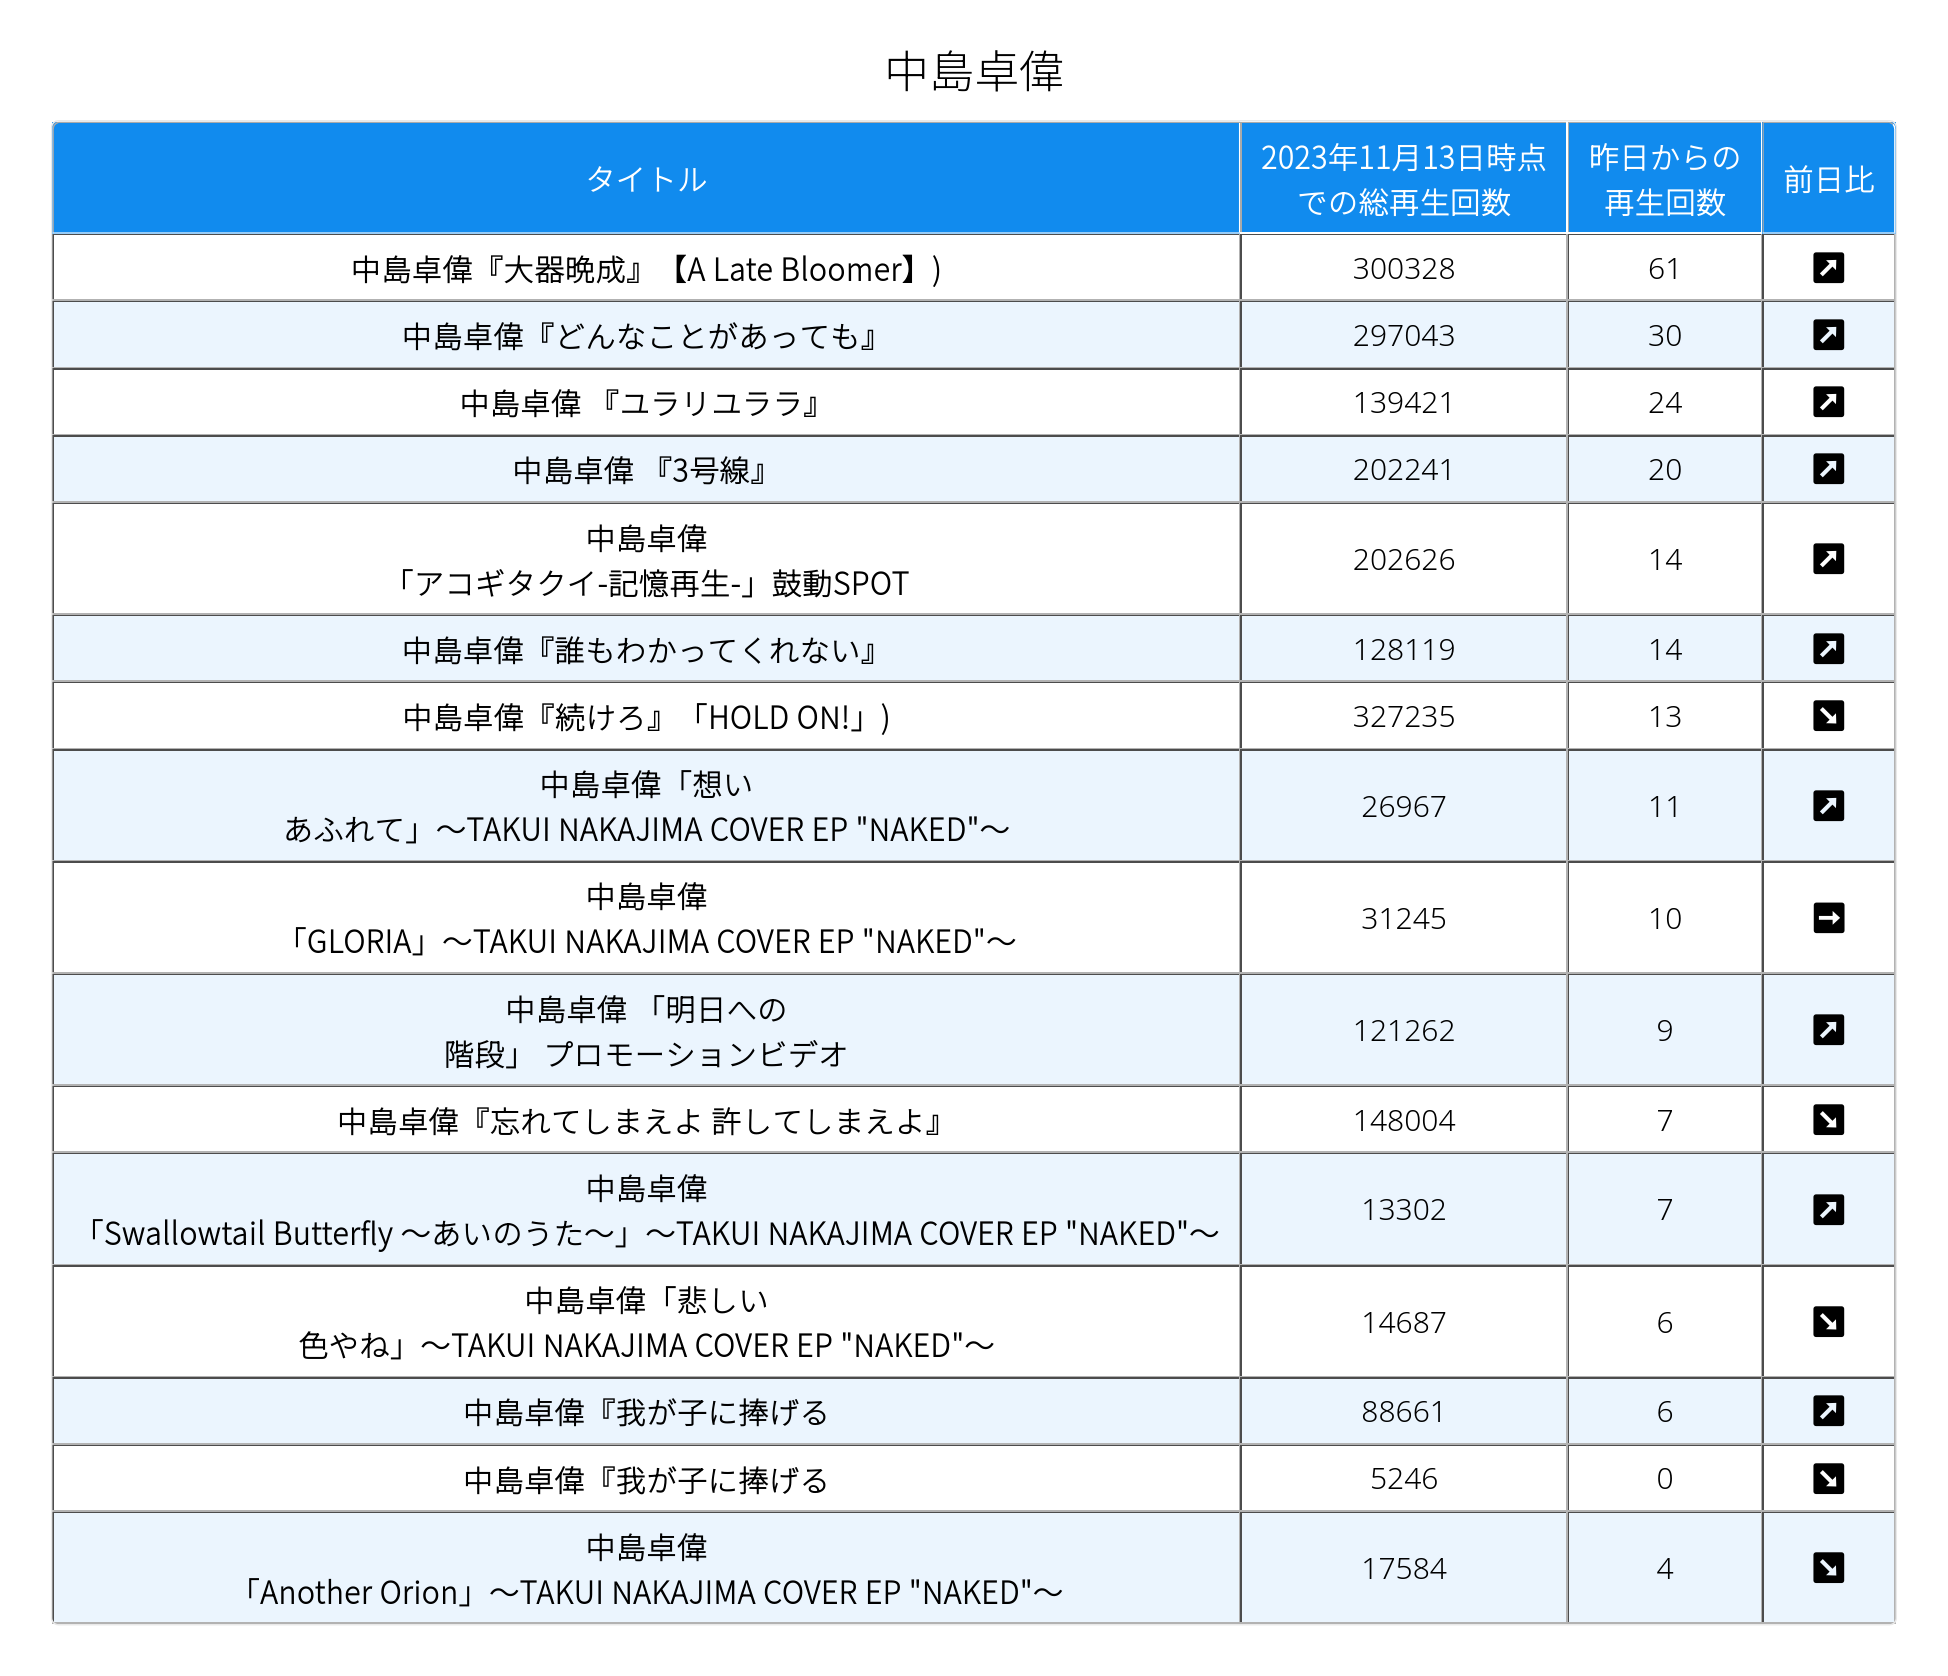 中島卓偉
タイトル
2023年11月13日時点
での総再生回数
昨日からの
再生回数
前日比
中島卓偉『大器晩成』【A Late Bloomer】)
300328
61
中島卓偉『どんなことがあっても』
297043
30
中島卓偉 『ユラリユララ』
139421
24
中島卓偉 『3号線』
202241
20
中島卓偉
「アコギタクイ-記憶再生-」鼓動SPOT
202626
14
中島卓偉『誰もわかってくれない』
128119
14
中島卓偉『続けろ』「HOLD ON!」)
327235
13
中島卓偉「想い
あふれて」～TAKUI NAKAJIMA COVER EP "NAKED"～
26967
11
中島卓偉
「GLORIA」～TAKUI NAKAJIMA COVER EP "NAKED"～
31245
10
中島卓偉 「明日への
階段」 プロモーションビデオ
121262
9
中島卓偉『忘れてしまえよ 許してしまえよ』
148004
7
中島卓偉
「Swallowtail Butterfly ～あいのうた～」～TAKUI NAKAJIMA COVER EP "NAKED"～
13302
7
中島卓偉「悲しい
色やね」～TAKUI NAKAJIMA COVER EP "NAKED"～
14687
6
中島卓偉『我が子に捧げる
88661
6
中島卓偉『我が子に捧げる
5246
0
中島卓偉
「Another Orion」～TAKUI NAKAJIMA COVER EP "NAKED"～
17584
4